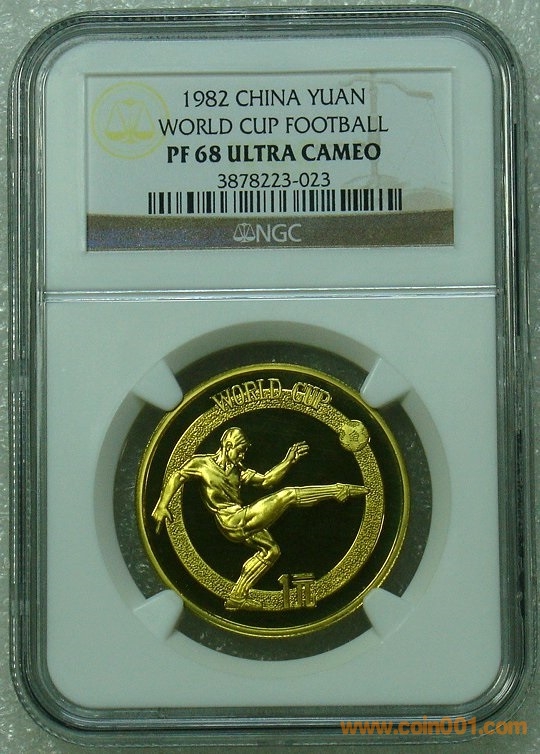 1982 CHINA YUAN
WORLD CUP FOOTBALL
PF 68 ULTRA CAMEO
3878223-023
NGC
WORLD CUP
1元
www.coin001.com